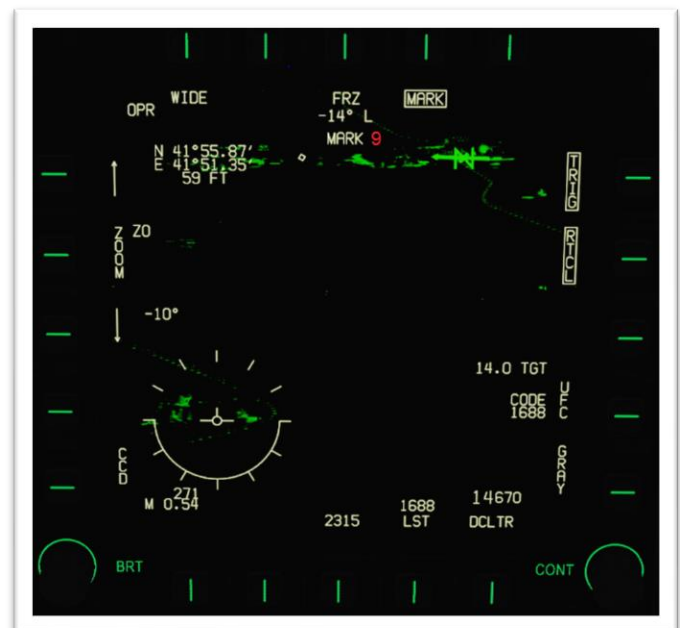 WIDE
FRZ
MARK
OPR
-14° L
MARK 9
N 41°55.87'
E 41°51.35'
59 FT
TRIG
ZOOM
ZO
RTCL
-10°
14.0 TGT
UFC
CODE
1688
CCD
GRAY
271
M 0.54
1688
14670
2315
LST
DCLTR
BRT
CONT